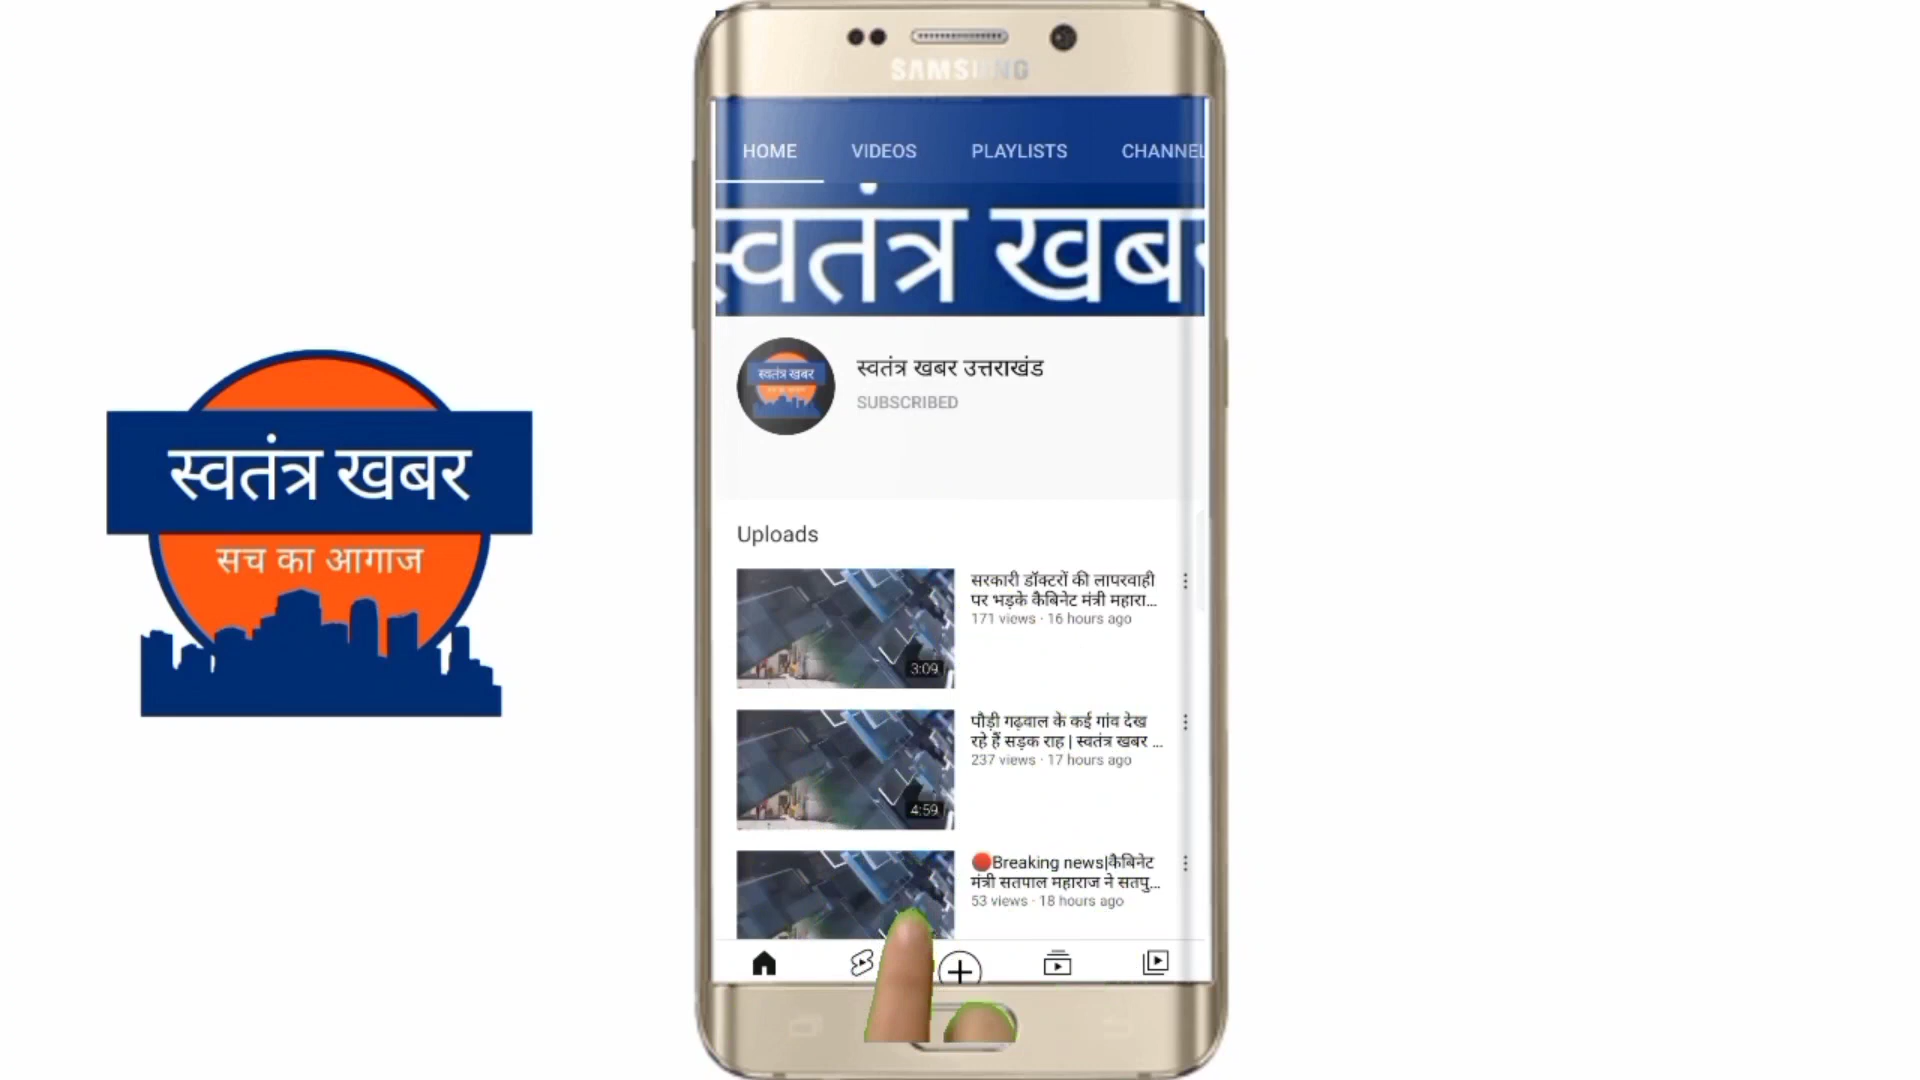 SAMSUNG
HOME VIDEOS PLAYLISTS CHANNEL
स्वतंत्र खबर
स्वतंत्र खबर
स्वतंत्र खबर उत्तराखंड
SUBSCRIBED
स्वतंत्र खबर
सच का आगाज
Uploads
सरकारी डॉक्टरों की लापरवाही
पर भड़के कैबिनेट मंत्री महारा...
171 views · 16 hours ago
3:09
पौड़ी गढ़वाल के कई गांव देख
रहे हैं सड़क राह | स्वतंत्र खबर ...
237 views · 17 hours ago
4:59
🔴Breaking news|कैबिनेट
मंत्री सतपाल महाराज ने सतपु...
53 views · 18 hours ago